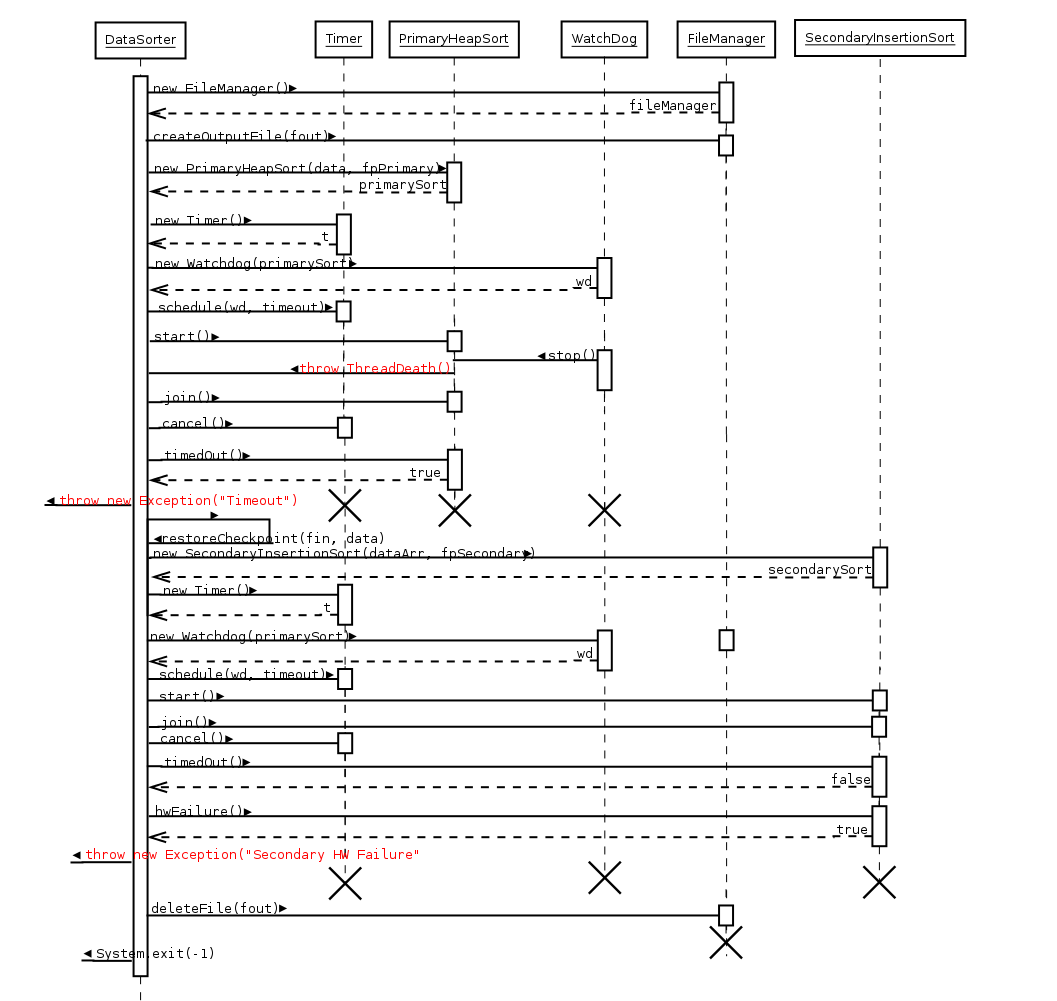 DataSorter
Timer
PrimaryHeapSort
WatchDog
FileManager
SecondaryInsertionSort
new FileManager()
fileManager
createOutputFile(fout)
new PrimaryHeapSort(data, fpPrimary)
primarySort
new Timer()
t
new Watchdog(primarySort)
wd
schedule(wd, timeout)
start()
stop()
throw ThreadDeath()
join()
cancel()
timedOut()
true
throw new Exception("Timeout")
restoreCheckpoint(fin, data)
new SecondaryInsertionSort(dataArr, fpSecondary)
secondarySort
new Timer()
t
new Watchdog(primarySort)
wd
schedule(wd, timeout)
start()
join()
cancel()
timedOut()
false
hwFailure()
true
throw new Exception("Secondary HW Failure"
deleteFile(fout)
System.exit(-1)